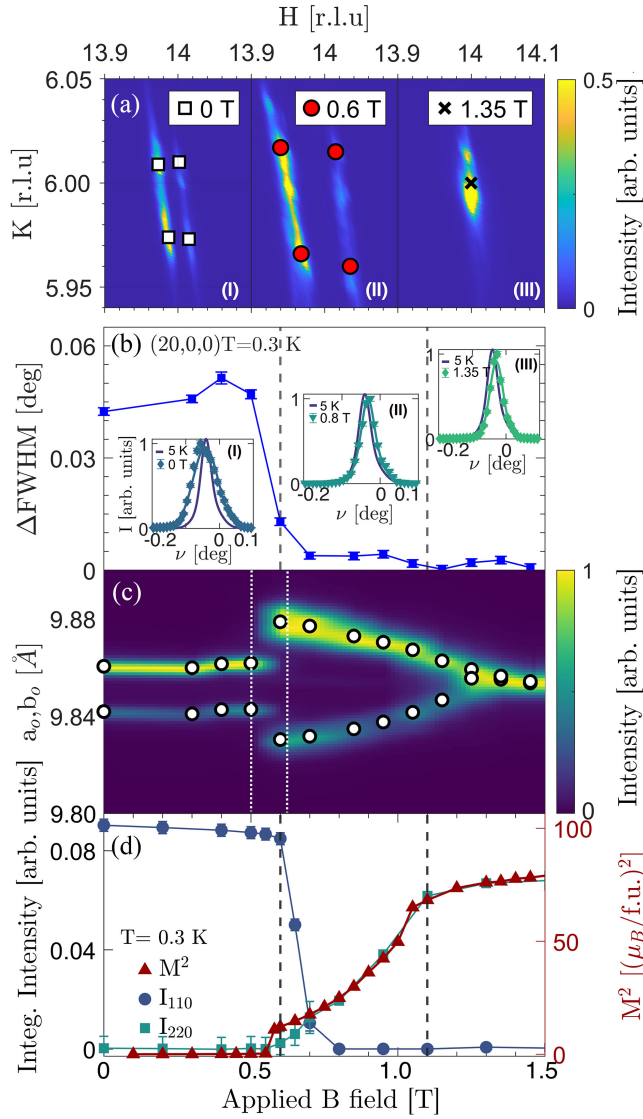 H [r.l.u]
13.9 14 13.9 14 13.9 14 14.1
6.05
6.00
5.95
K [r.l.u]
(a)
0 T
0.6 T
1.35 T
(I)
(II)
(III)
0.5
0
Intensity [arb. units]
0.06
0.04
0.02
0
ΔFWHM [deg]
(b)
(20,0,0)T=0.3 K
(I)
5 K
0 T
1
0
I [arb. units]
-0.2 0 0.1
ν [deg]
(II)
5 K
0.8 T
1
0
-0.2 0 0.1
ν [deg]
(III)
5 K
1.35 T
1
0
-0.2 0
ν [deg]
(c)
9.88
9.84
9.80
aₒ,bₒ [Å]
1
0
Intensity [arb. units]
(d)
0.08
0.04
0
Integ. Intensity [arb. units]
T= 0.3 K
M²
I₁₁₀
I₂₂₀
100
50
0
M² [(μ_B/f.u.)²]
0 0.5 1.0 1.5
Applied B field [T]